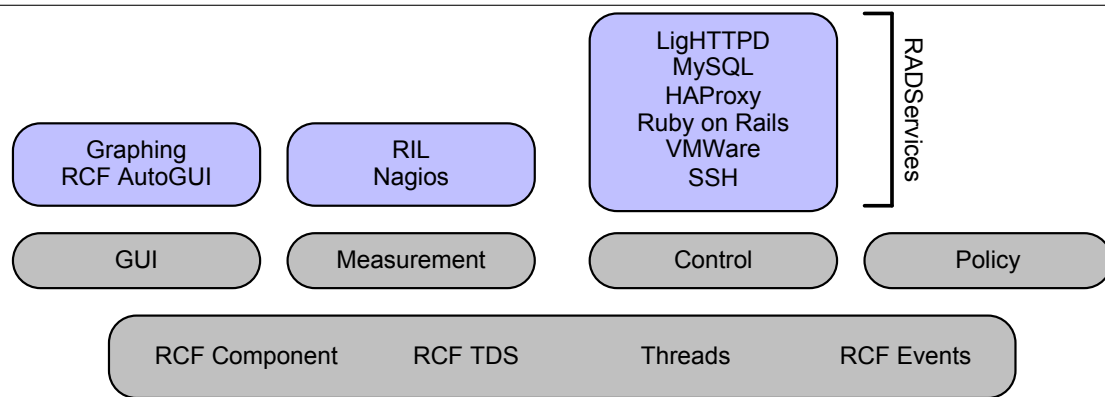 LigHTTPD
MySQL
HAProxy
Ruby on Rails
VMWare
SSH
RADServices
Graphing
RCF AutoGUI
RIL
Nagios
GUI
Measurement
Control
Policy
RCF Component
RCF TDS
Threads
RCF Events